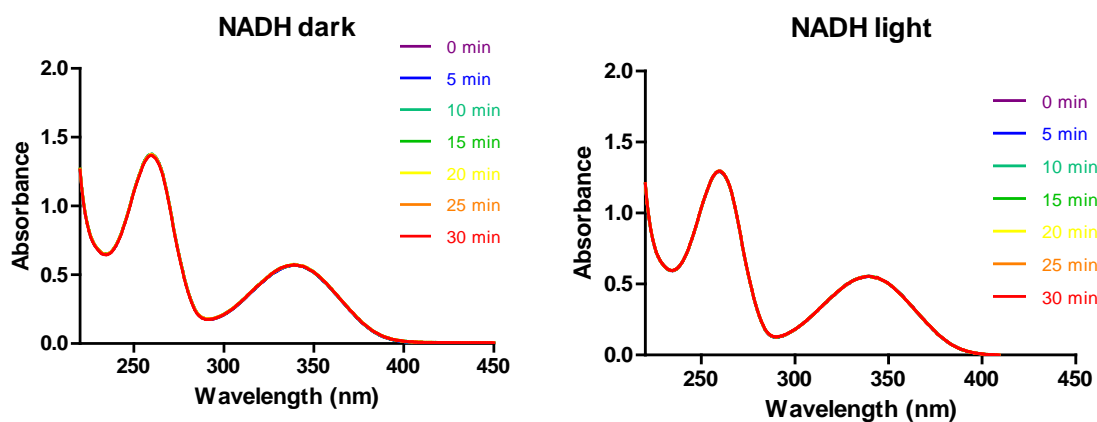 NADH dark
0 min
5 min
10 min
15 min
20 min
25 min
30 min
2.0
1.5
1.0
0.5
0.0
Absorbance
250
300
350
400
450
Wavelength (nm)
NADH light
0 min
5 min
10 min
15 min
20 min
25 min
30 min
2.0
1.5
1.0
0.5
0.0
Absorbance
250
300
350
400
450
Wavelength (nm)